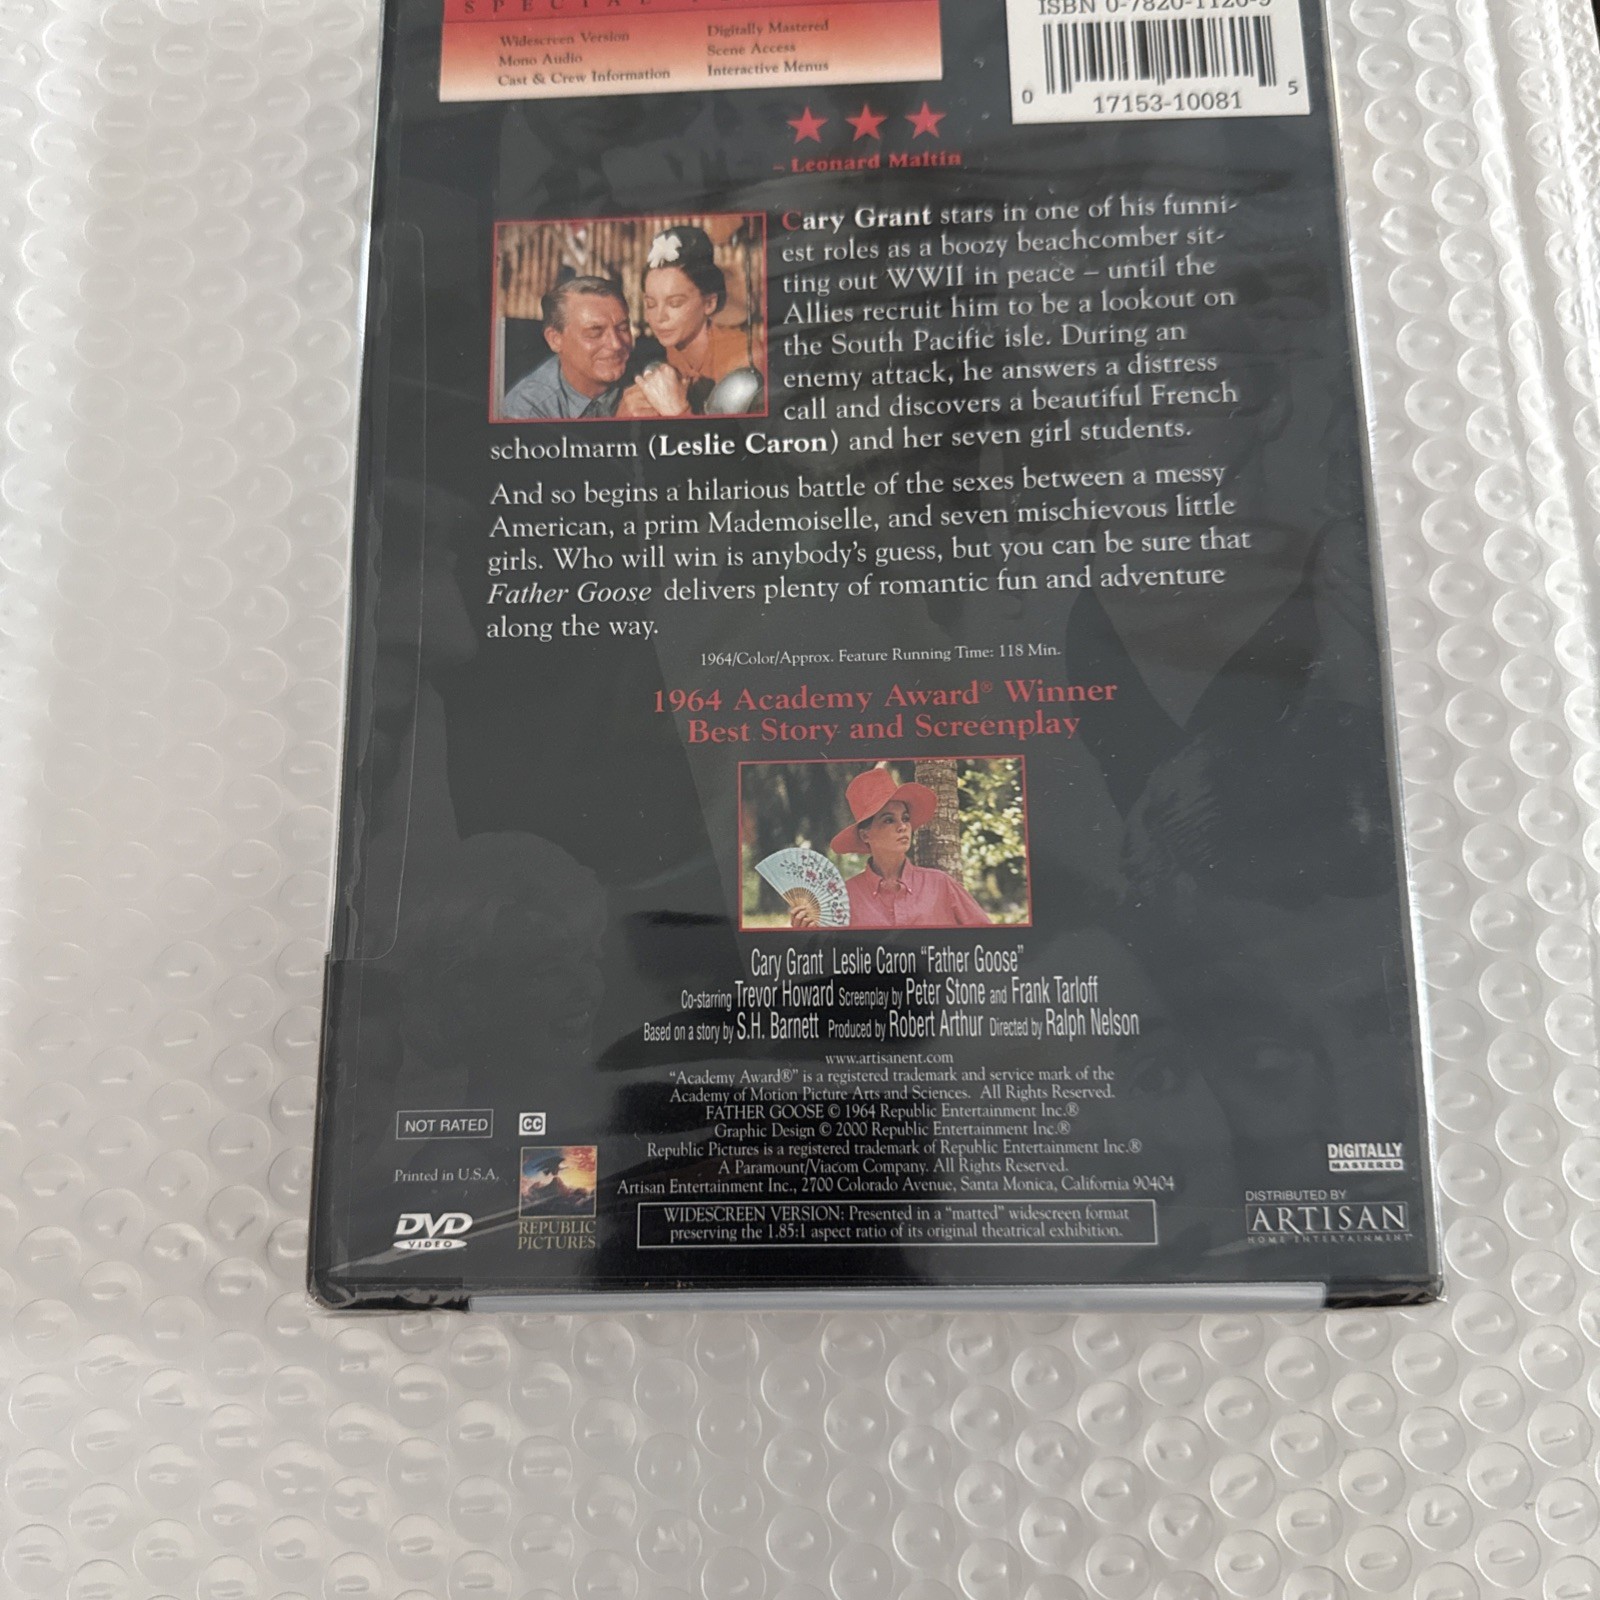 SPECIAL
Widescreen Version
Mono Audio
Cast & Crew Information
Digitally Mastered
Scene Access
Interactive Menus
ISBN 0-7820-1126-9
0 17153-10081 5
– Leonard Maltin
Cary Grant stars in one of his funni-
est roles as a boozy beachcomber sit-
ting out WWII in peace – until the
Allies recruit him to be a lookout on
the South Pacific isle. During an
enemy attack, he answers a distress
call and discovers a beautiful French
schoolmarm (Leslie Caron) and her seven girl students.
And so begins a hilarious battle of the sexes between a messy
American, a prim Mademoiselle, and seven mischievous little
girls. Who will win is anybody's guess, but you can be sure that
Father Goose delivers plenty of romantic fun and adventure
along the way.
1964/Color/Approx. Feature Running Time: 118 Min.
1964 Academy Award® Winner
Best Story and Screenplay
Cary Grant Leslie Caron "Father Goose"
Co-starring Trevor Howard Screenplay by Peter Stone and Frank Tarloff
Based on a story by S.H. Barnett Produced by Robert Arthur Directed by Ralph Nelson
www.artisanent.com
"Academy Award®" is a registered trademark and service mark of the
Academy of Motion Picture Arts and Sciences. All Rights Reserved.
FATHER GOOSE © 1964 Republic Entertainment Inc.®
Graphic Design © 2000 Republic Entertainment Inc.®
Republic Pictures is a registered trademark of Republic Entertainment Inc.®
A Paramount/Viacom Company. All Rights Reserved.
Artisan Entertainment Inc., 2700 Colorado Avenue, Santa Monica, California 90404
WIDESCREEN VERSION: Presented in a "matted" widescreen format
preserving the 1.85:1 aspect ratio of its original theatrical exhibition.
NOT RATED
CC
Printed in U.S.A.
DVD
VIDEO
REPUBLIC
PICTURES
DIGITALLY
MASTERED
DISTRIBUTED BY
ARTISAN
HOME ENTERTAINMENT